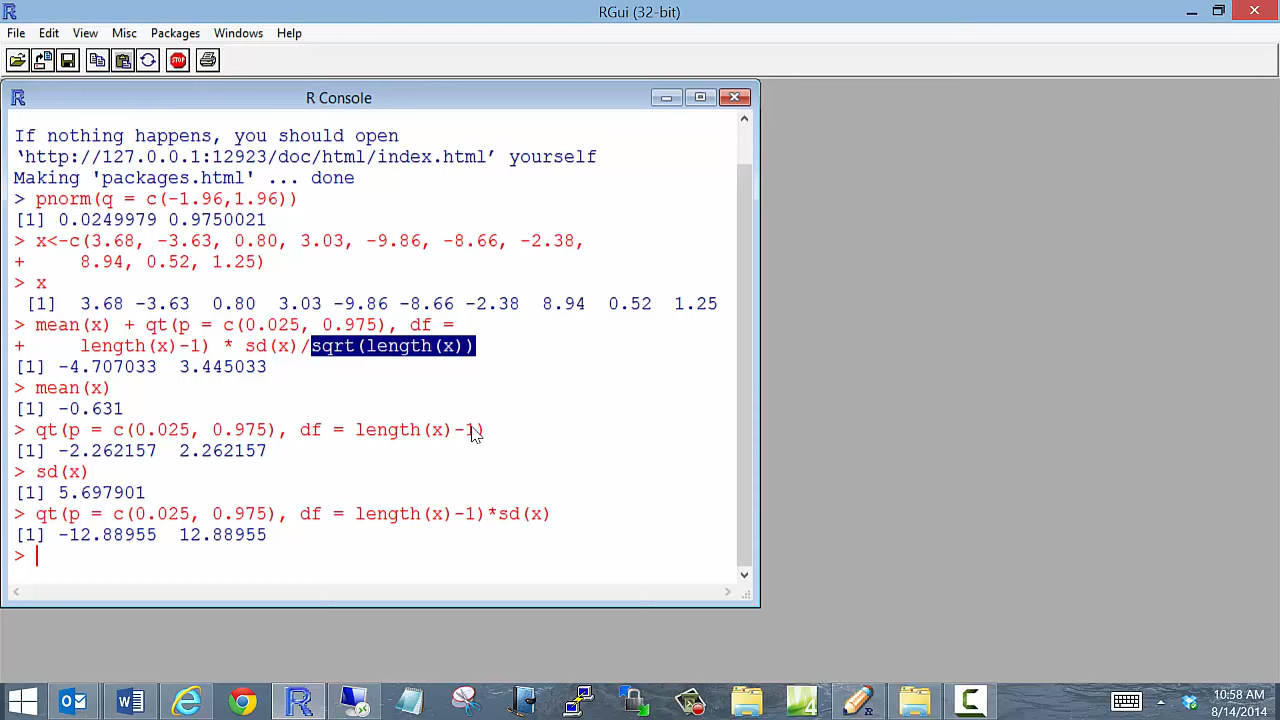 RGui (32-bit)
File Edit View Misc Packages Windows Help
STOP
R Console
If nothing happens, you should open
‘http://127.0.0.1:12923/doc/html/index.html’ yourself
Making 'packages.html' ... done
> pnorm(q = c(-1.96,1.96))
[1] 0.0249979 0.9750021
> x<-c(3.68, -3.63, 0.80, 3.03, -9.86, -8.66, -2.38,
+ 8.94, 0.52, 1.25)
> x
[1] 3.68 -3.63 0.80 3.03 -9.86 -8.66 -2.38 8.94 0.52 1.25
> mean(x) + qt(p = c(0.025, 0.975), df =
+ length(x)-1) * sd(x)/sqrt(length(x))
[1] -4.707033 3.445033
> mean(x)
[1] -0.631
> qt(p = c(0.025, 0.975), df = length(x)-1)
[1] -2.262157 2.262157
> sd(x)
[1] 5.697901
> qt(p = c(0.025, 0.975), df = length(x)-1)*sd(x)
[1] -12.88955 12.88955
>
10:58 AM
8/14/2014